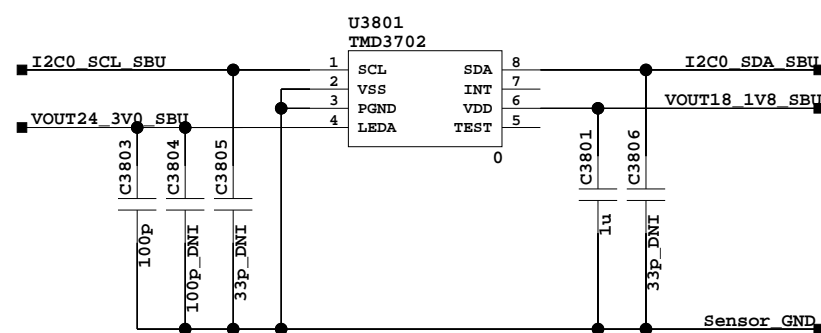 U3801
TMD3702
I2C0_SCL_SBU
1
SCL
SDA
8
I2C0_SDA_SBU
2
VSS
INT
7
3
PGND
VDD
6
VOUT18_1V8_SBU
VOUT24_3V0_SBU
4
LEDA
TEST
5
0
C3803
C3804
C3805
C3801
C3806
100p
100p_DNI
33p_DNI
1u
33p_DNI
Sensor_GND